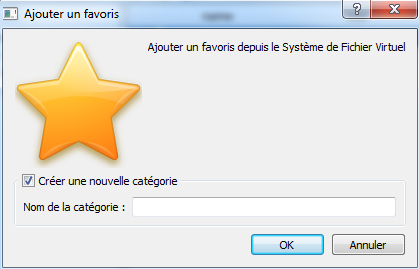 Ajouter un favoris
Ajouter un favoris depuis le Système de Fichier Virtuel
Créer une nouvelle catégorie
Nom de la catégorie :
OK
Annuler